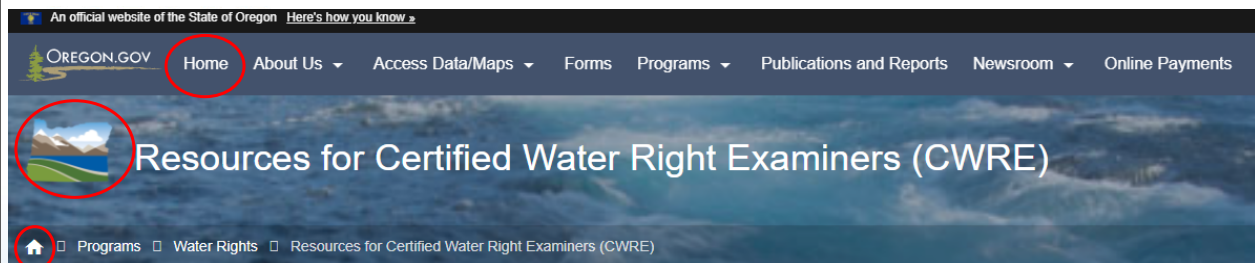 An official website of the State of Oregon Here's how you know »
OREGON.GOV Home About Us Access Data/Maps Forms Programs Publications and Reports Newsroom Online Payments
Resources for Certified Water Right Examiners (CWRE)
Programs Water Rights Resources for Certified Water Right Examiners (CWRE)